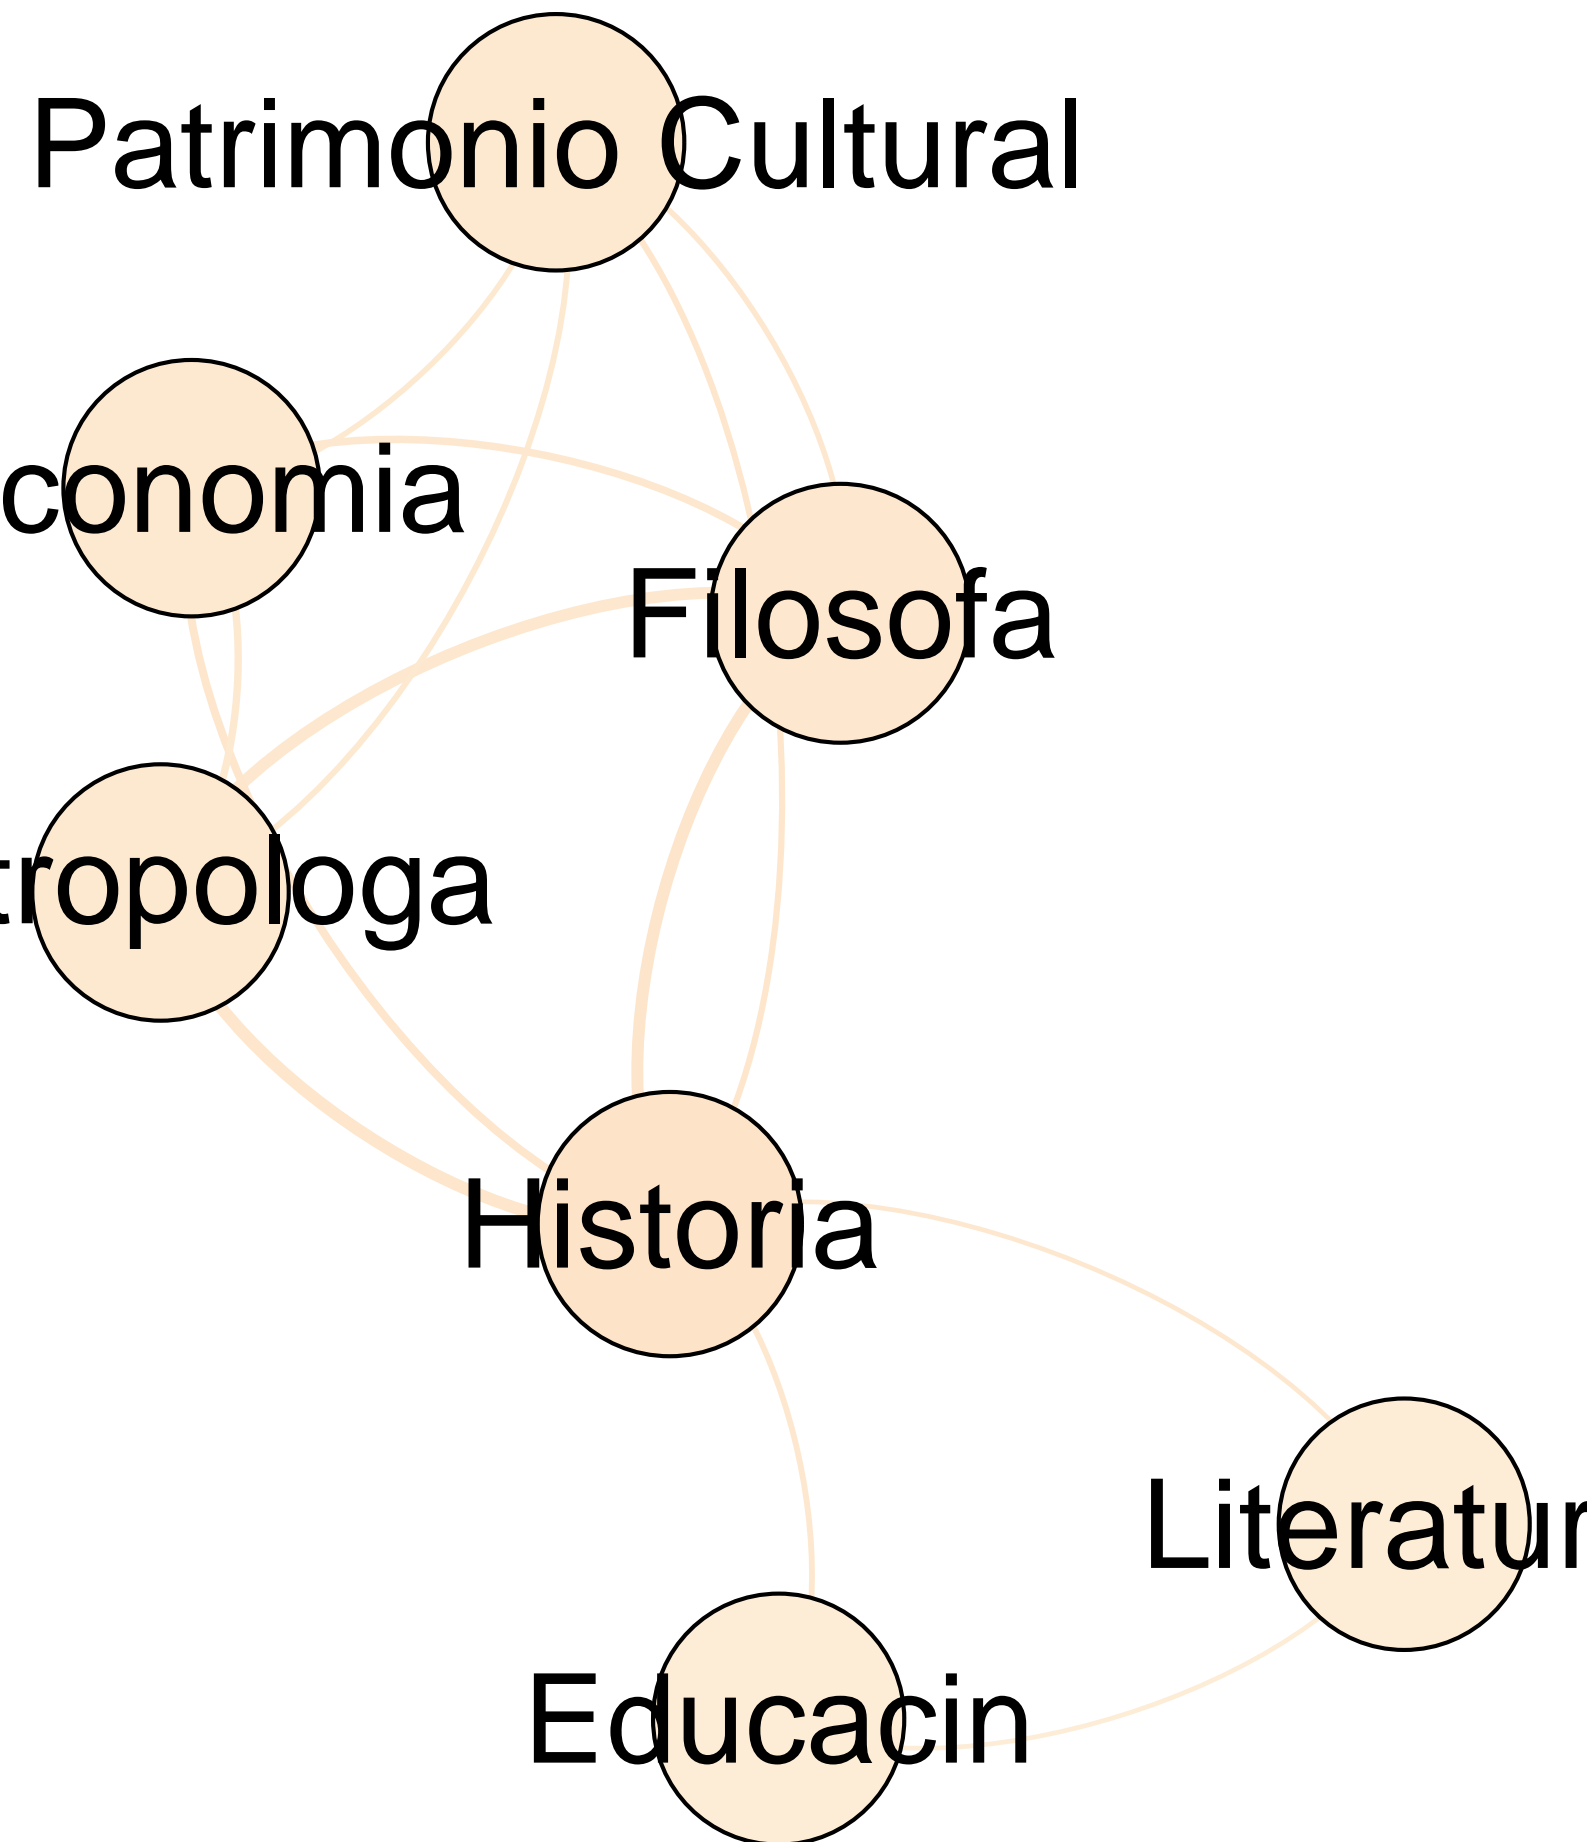 Patrimonio Cultural
conomia
Filosofa
tropologa
Historia
Literatur
Educacin